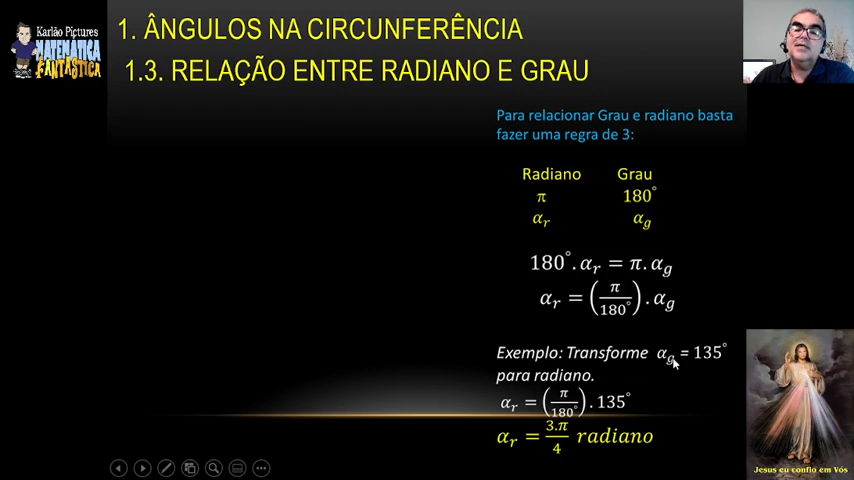 Karlão Pictures
MATEMÁTICA
FANTÁSTICA
1. ÂNGULOS NA CIRCUNFERÊNCIA
1.3. RELAÇÃO ENTRE RADIANO E GRAU
Para relacionar Grau e radiano basta
fazer uma regra de 3:
Radiano Grau
π 180°
αr αg
180°.αr = π.αg
αr = (π/180°).αg
Exemplo: Transforme αg = 135°
para radiano.
αr = (π/180°).135°
αr = 3.π/4 radiano
Jesus eu confio em Vós